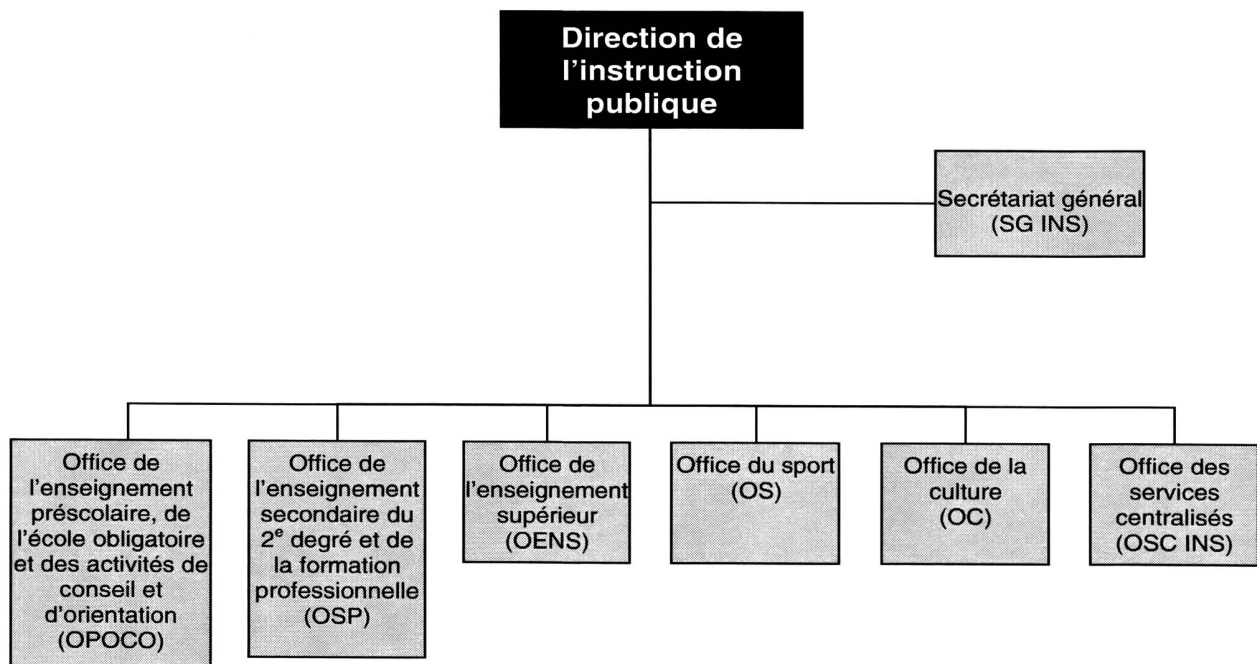 Direction de
l'instruction
publique
Secrétariat général
(SG INS)
Office de
l'enseignement
préscolaire, de
l'école obligatoire
et des activités de
conseil et
d'orientation
(OPOCO)
Office de
l'enseignement
secondaire du
2e degré et de
la formation
professionnelle
(OSP)
Office de
l'enseignement
supérieur
(OENS)
Office du sport
(OS)
Office de la
culture
(OC)
Office des
services
centralisés
(OSC INS)